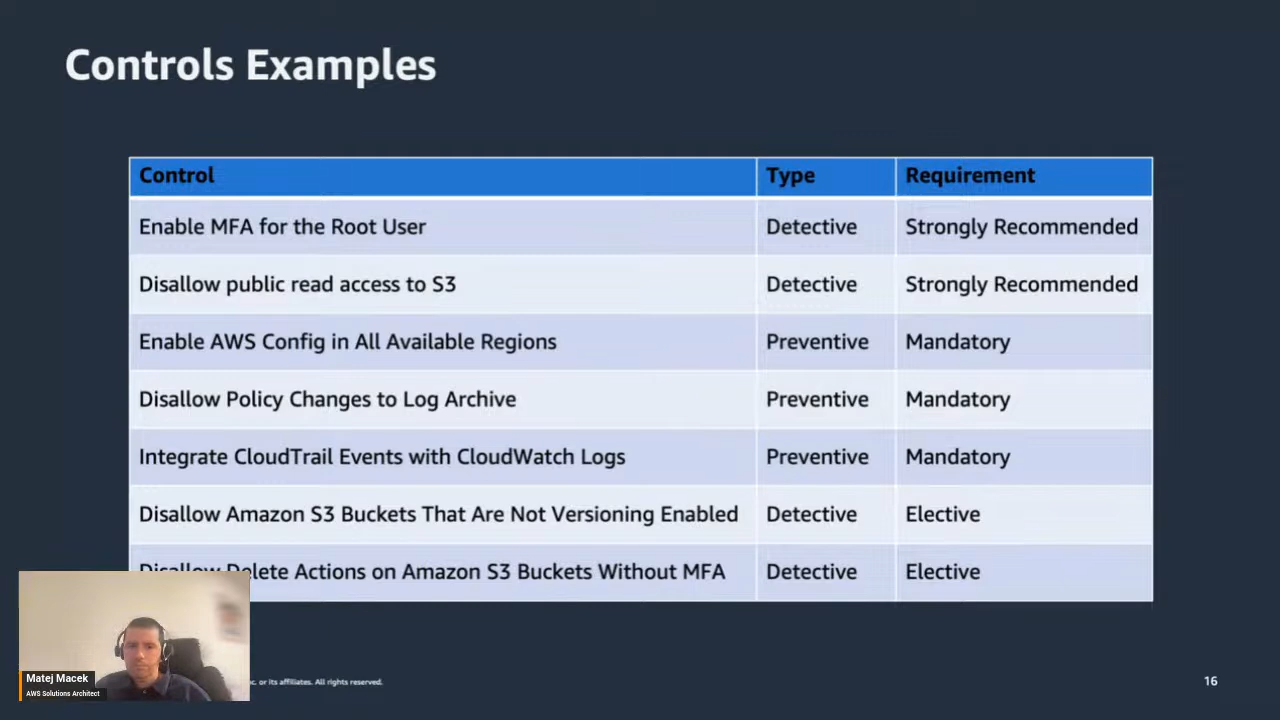 Controls Examples
Control Type Requirement
Enable MFA for the Root User Detective Strongly Recommended
Disallow public read access to S3 Detective Strongly Recommended
Enable AWS Config in All Available Regions Preventive Mandatory
Disallow Policy Changes to Log Archive Preventive Mandatory
Integrate CloudTrail Events with CloudWatch Logs Preventive Mandatory
Disallow Amazon S3 Buckets That Are Not Versioning Enabled Detective Elective
Disallow Delete Actions on Amazon S3 Buckets Without MFA Detective Elective
Matej Macek
AWS Solutions Architect
or its affiliates. All rights reserved.
16